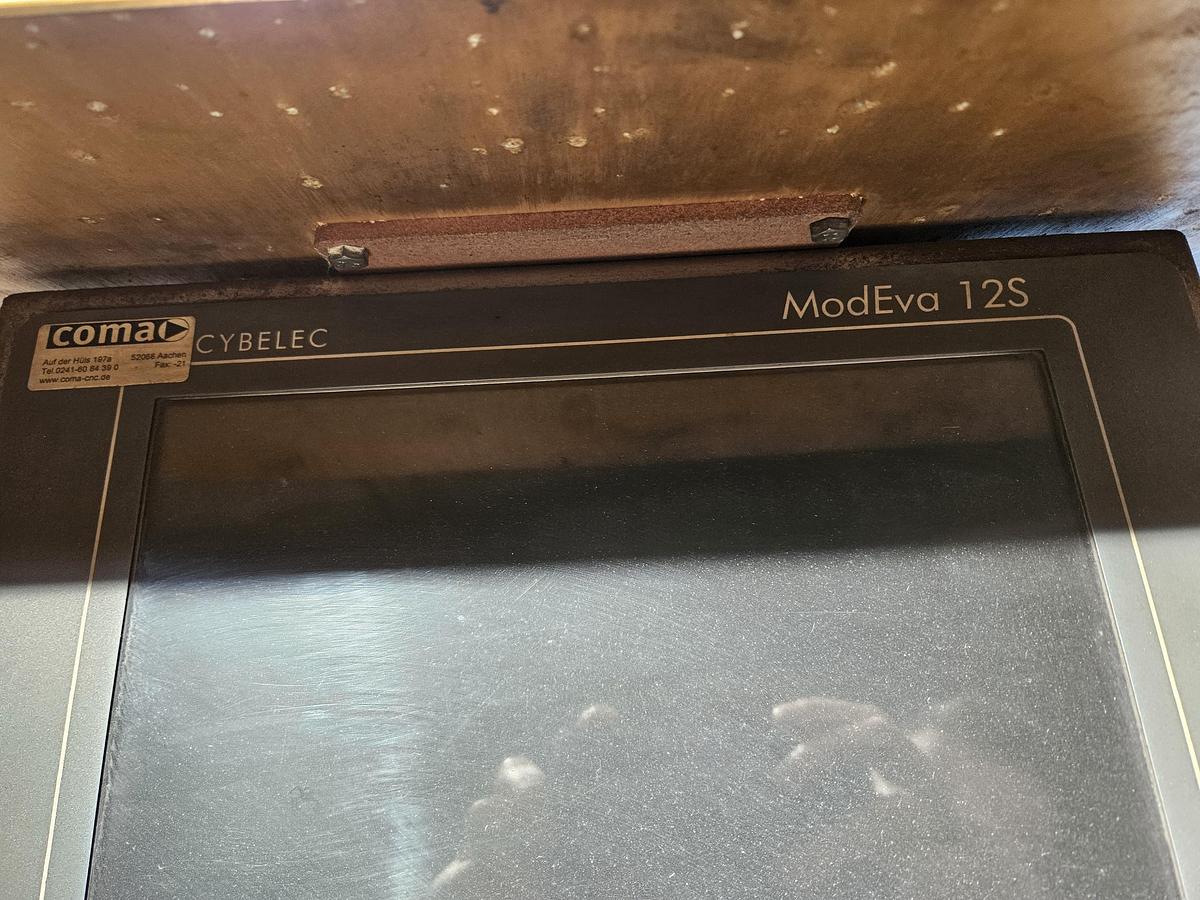 ModEva 12S
coma
CYBELEC
Auf der Hüls 197a 52068 Aachen
Tel.0241-60 84 39 0 Fax: -21
www.coma-cnc.de